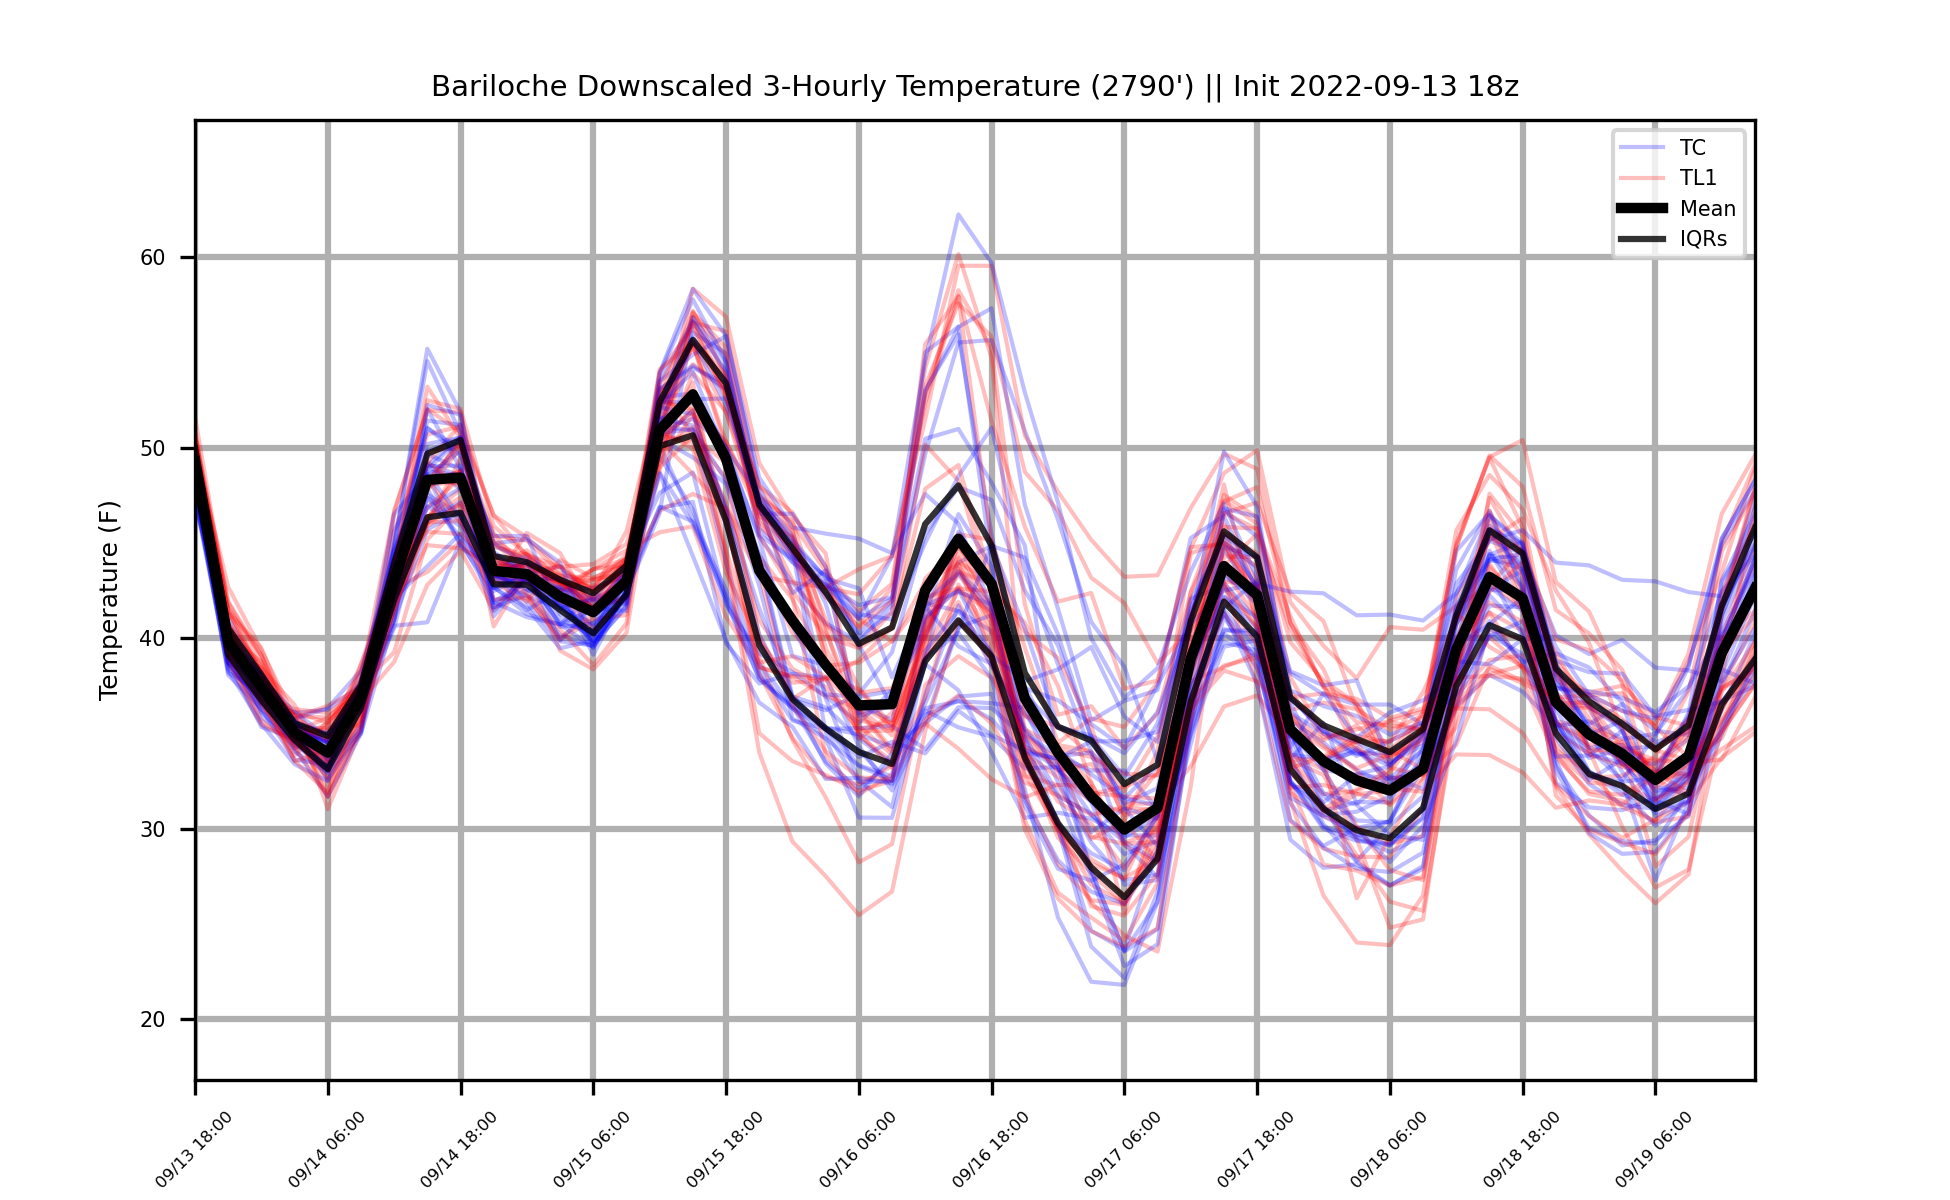 Bariloche Downscaled 3-Hourly Temperature (2790') || Init 2022-09-13 18z
TC
TL1
Mean
IQRs
Temperature (F)
60
50
40
30
20
09/13 18:00
09/14 06:00
09/14 18:00
09/15 06:00
09/15 18:00
09/16 06:00
09/16 18:00
09/17 06:00
09/17 18:00
09/18 06:00
09/18 18:00
09/19 06:00